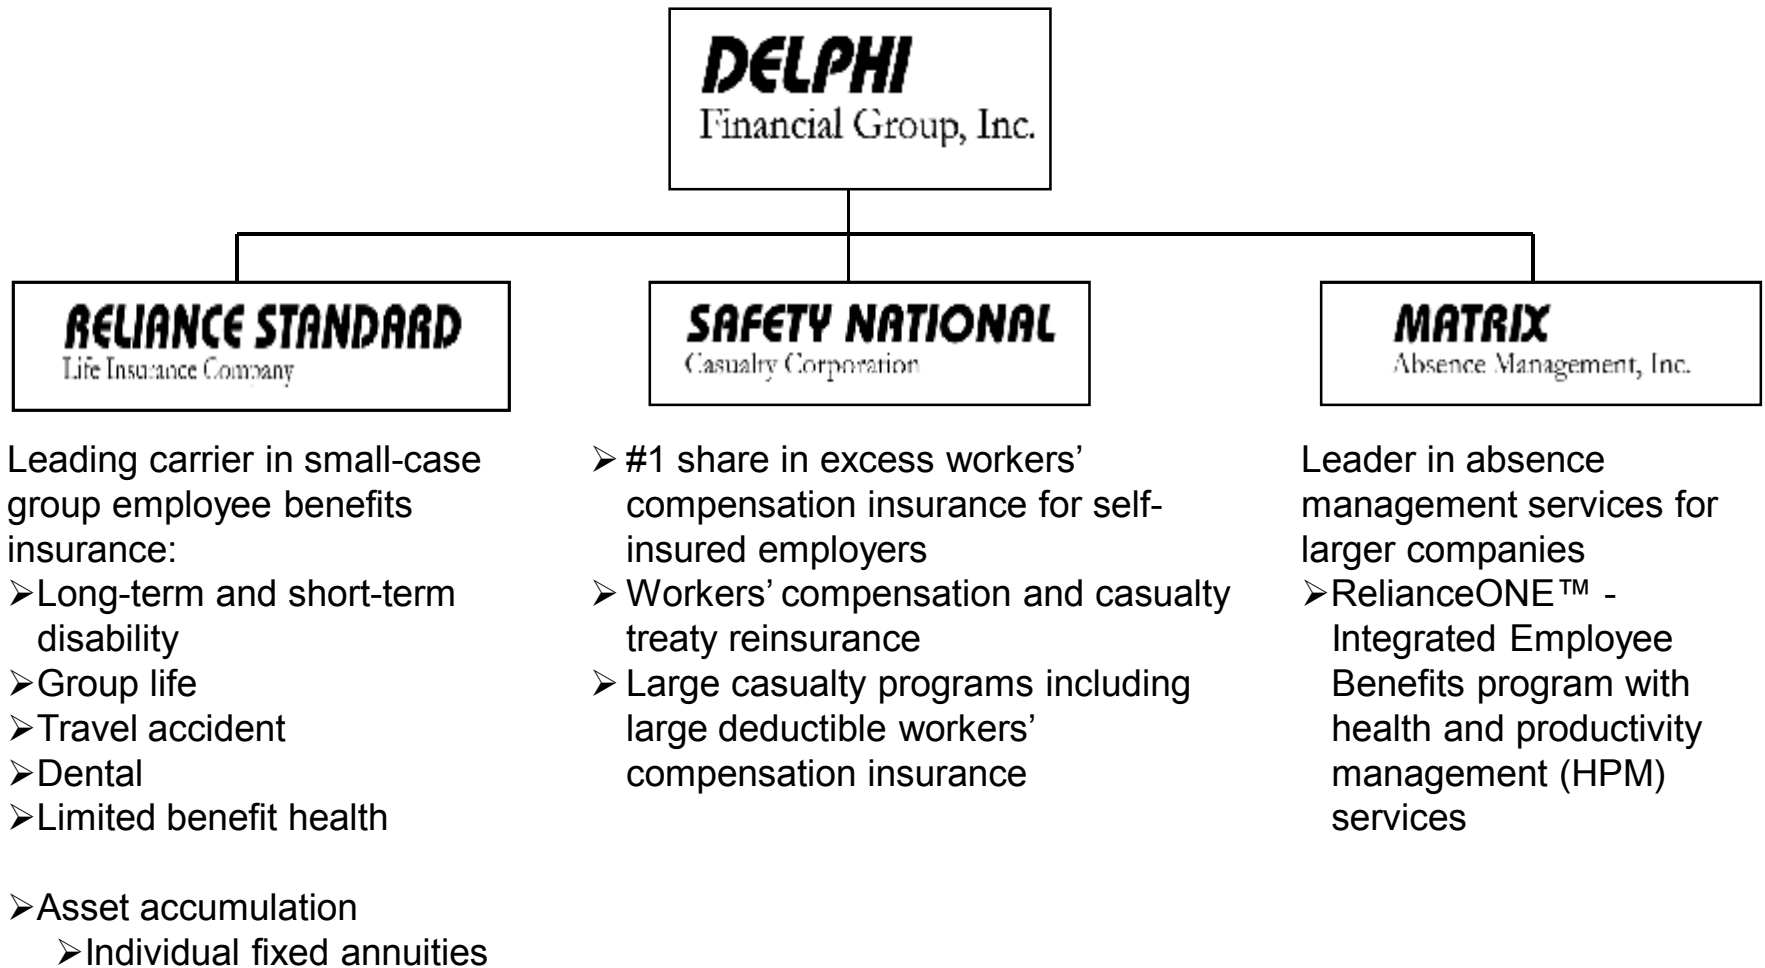 DELPHI
Financial Group, Inc.
RELIANCE STANDARD
Life Insurance Company
SAFETY NATIONAL
Casualty Corporation
MATRIX
Absence Management, Inc.
Leading carrier in small-case
group employee benefits
insurance:
➢Long-term and short-term
disability
➢Group life
➢Travel accident
➢Dental
➢Limited benefit health
➢Asset accumulation
➢Individual fixed annuities
➢ #1 share in excess workers’
compensation insurance for self-
insured employers
➢ Workers’ compensation and casualty
treaty reinsurance
➢ Large casualty programs including
large deductible workers’
compensation insurance
Leader in absence
management services for
larger companies
➢RelianceONE™ -
Integrated Employee
Benefits program with
health and productivity
management (HPM)
services